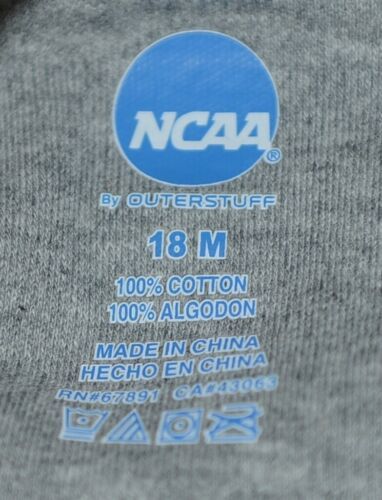 NCAA®
By OUTERSTUFF
18 M
100% COTTON
100% ALGODON
MADE IN CHINA
HECHO EN CHINA
RN#67891 CA#43063